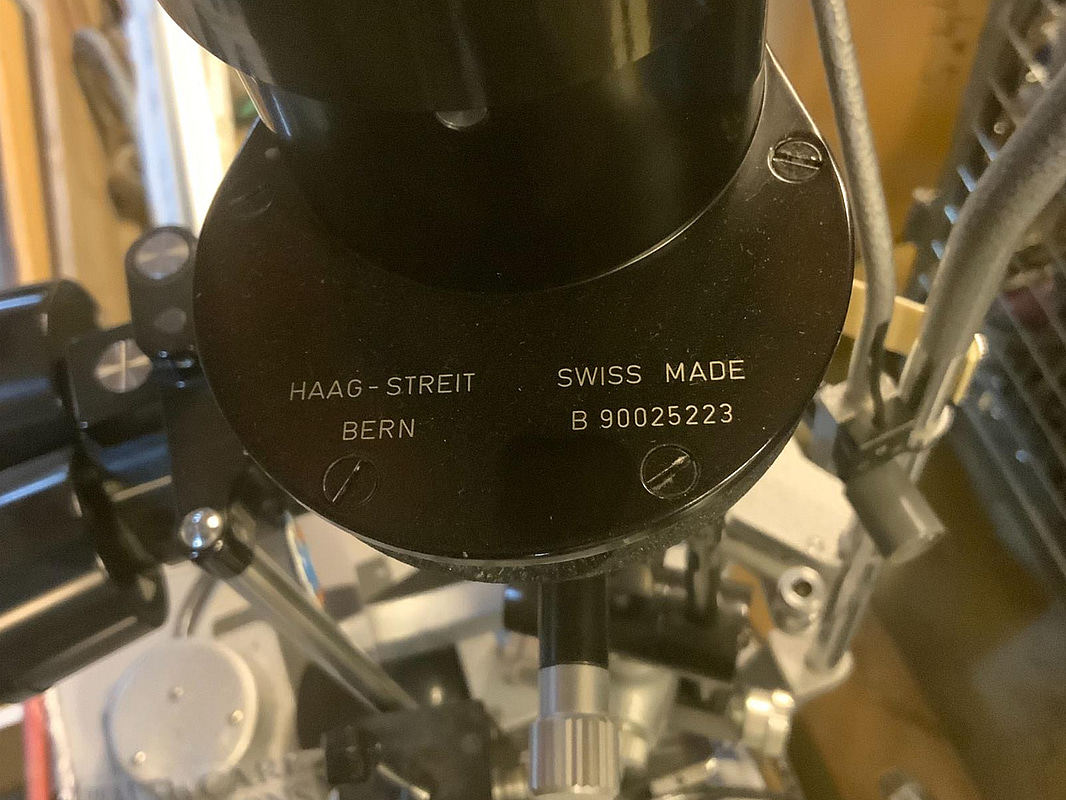 HAAG-STREIT
BERN
SWISS MADE
B 90025223